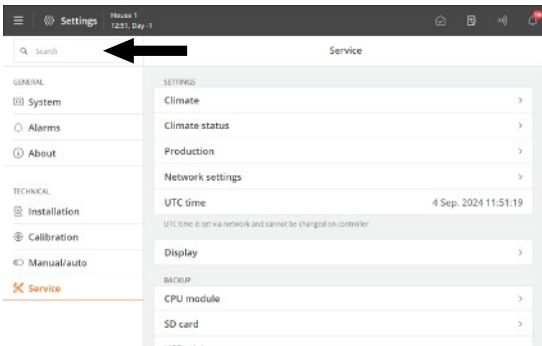 Settings
House 1
12:51, Day -1
Search
Service
GENERAL
System
Alarms
About
TECHNICAL
Installation
Calibration
Manual/auto
Service
SETTINGS
Climate
Climate status
Production
Network settings
UTC time 4 Sep. 2024 11:51:19
UTC time is set via network and cannot be changed on controller
Display
BACKUP
CPU module
SD card